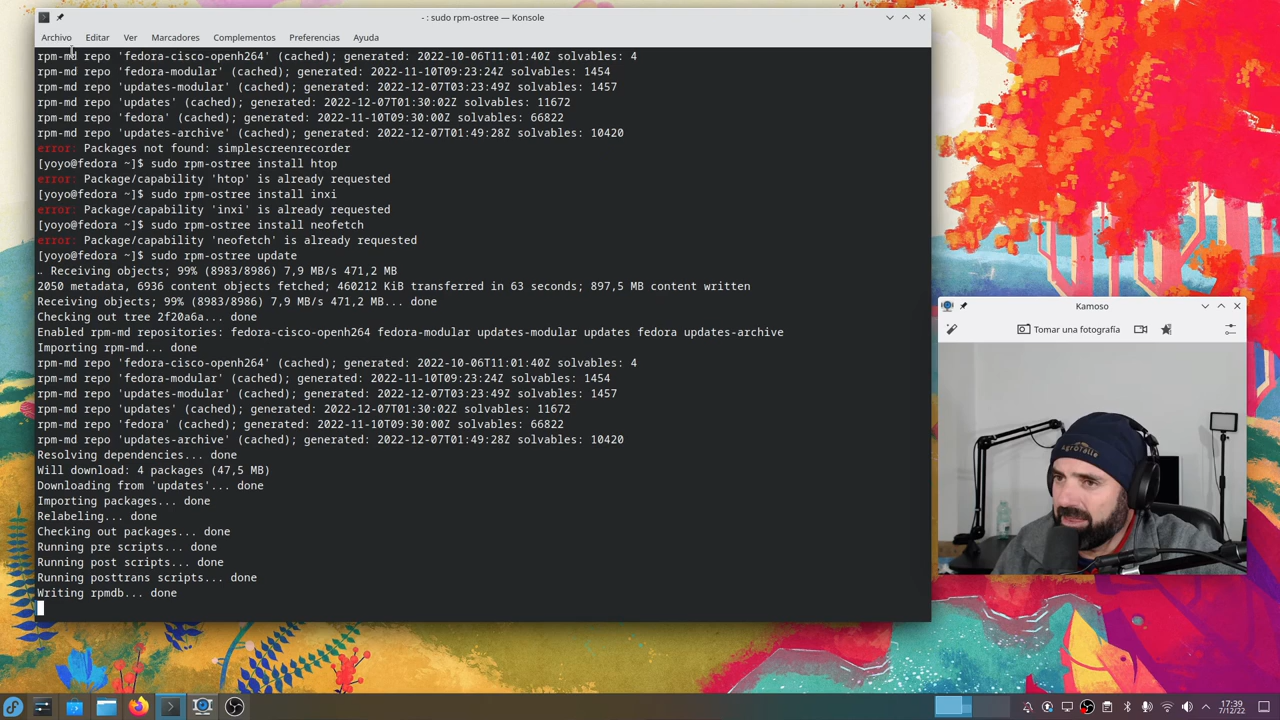 - : sudo rpm-ostree — Konsole
Archivo Editar Ver Marcadores Complementos Preferencias Ayuda
rpm-md repo 'fedora-cisco-openh264' (cached); generated: 2022-10-06T11:01:40Z solvables: 4
rpm-md repo 'fedora-modular' (cached); generated: 2022-11-10T09:23:24Z solvables: 1454
rpm-md repo 'updates-modular' (cached); generated: 2022-12-07T03:23:49Z solvables: 1457
rpm-md repo 'updates' (cached); generated: 2022-12-07T01:30:02Z solvables: 11672
rpm-md repo 'fedora' (cached); generated: 2022-11-10T09:30:00Z solvables: 66822
rpm-md repo 'updates-archive' (cached); generated: 2022-12-07T01:49:28Z solvables: 10420
error: Packages not found: simplescreenrecorder
[yoyo@fedora ~]$ sudo rpm-ostree install htop
error: Package/capability 'htop' is already requested
[yoyo@fedora ~]$ sudo rpm-ostree install inxi
error: Package/capability 'inxi' is already requested
[yoyo@fedora ~]$ sudo rpm-ostree install neofetch
error: Package/capability 'neofetch' is already requested
[yoyo@fedora ~]$ sudo rpm-ostree update
.. Receiving objects; 99% (8983/8986) 7,9 MB/s 471,2 MB
2050 metadata, 6936 content objects fetched; 460212 KiB transferred in 63 seconds; 897,5 MB content written
Receiving objects; 99% (8983/8986) 7,9 MB/s 471,2 MB... done
Checking out tree 2f20a6a... done
Enabled rpm-md repositories: fedora-cisco-openh264 fedora-modular updates-modular updates fedora updates-archive
Importing rpm-md... done
rpm-md repo 'fedora-cisco-openh264' (cached); generated: 2022-10-06T11:01:40Z solvables: 4
rpm-md repo 'fedora-modular' (cached); generated: 2022-11-10T09:23:24Z solvables: 1454
rpm-md repo 'updates-modular' (cached); generated: 2022-12-07T03:23:49Z solvables: 1457
rpm-md repo 'updates' (cached); generated: 2022-12-07T01:30:02Z solvables: 11672
rpm-md repo 'fedora' (cached); generated: 2022-11-10T09:30:00Z solvables: 66822
rpm-md repo 'updates-archive' (cached); generated: 2022-12-07T01:49:28Z solvables: 10420
Resolving dependencies... done
Will download: 4 packages (47,5 MB)
Downloading from 'updates'... done
Importing packages... done
Relabeling... done
Checking out packages... done
Running pre scripts... done
Running post scripts... done
Running posttrans scripts... done
Writing rpmdb... done
Kamoso
Tomar una fotografía
AgroTalle
17:39
7/12/22